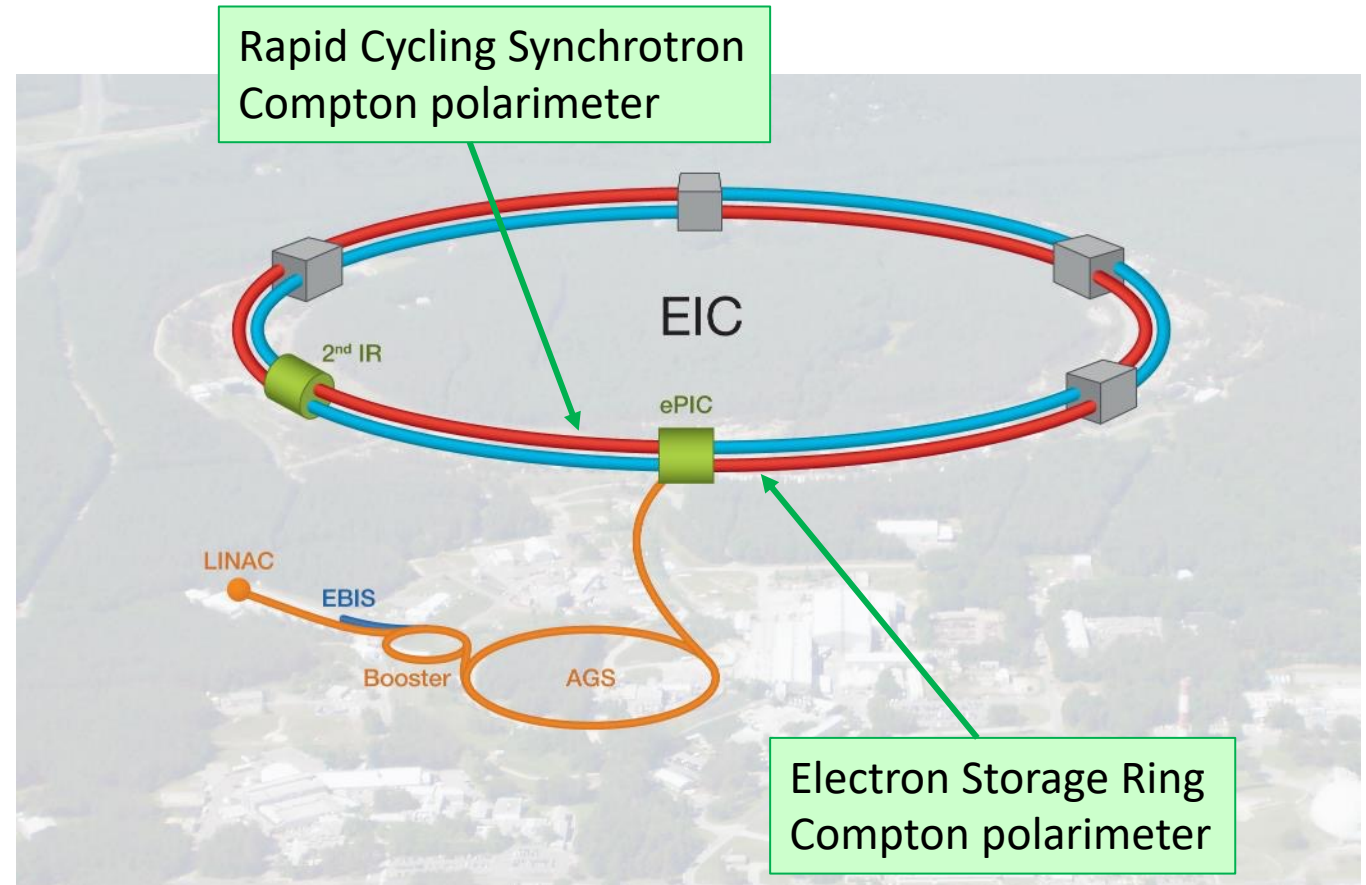 Rapid Cycling Synchrotron
Compton polarimeter
EIC
2nd IR
ePIC
LINAC
EBIS
Booster
AGS
Electron Storage Ring
Compton polarimeter